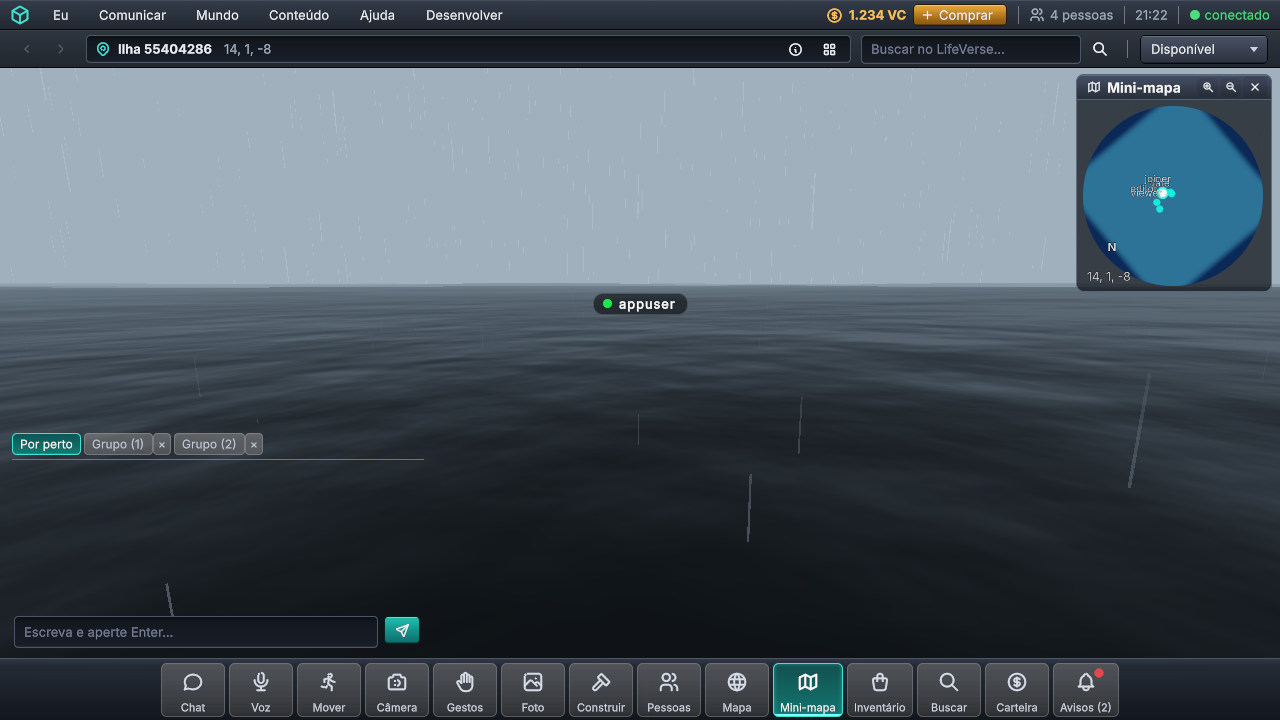 Eu Comunicar Mundo Conteúdo Ajuda Desenvolver 1.234 VC + Comprar 4 pessoas 21:22 conectado
Ilha 55404286 14, 1, -8 Buscar no LifeVerse... Disponível
Mini-mapa
N
14, 1, -8
appuser
Por perto Grupo (1) × Grupo (2) ×
Escreva e aperte Enter...
Chat Voz Mover Câmera Gestos Foto Construir Pessoas Mapa Mini-mapa Inventário Buscar Carteira Avisos (2)